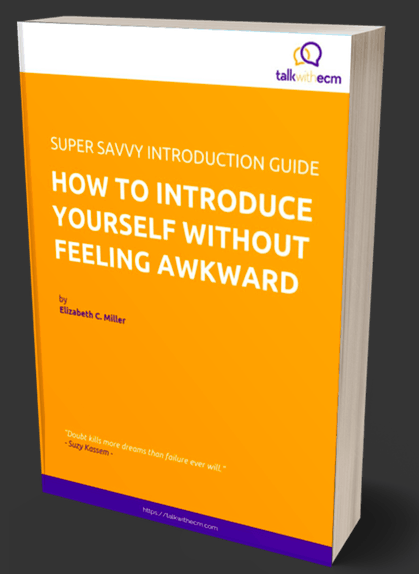 talkwithecm
SUPER SAVVY INTRODUCTION GUIDE
HOW TO INTRODUCE
YOURSELF WITHOUT
FEELING AWKWARD
by
Elizabeth C. Miller
"Doubt kills more dreams than failure ever will."
- Suzy Kassem -
https://talkwithecm.com